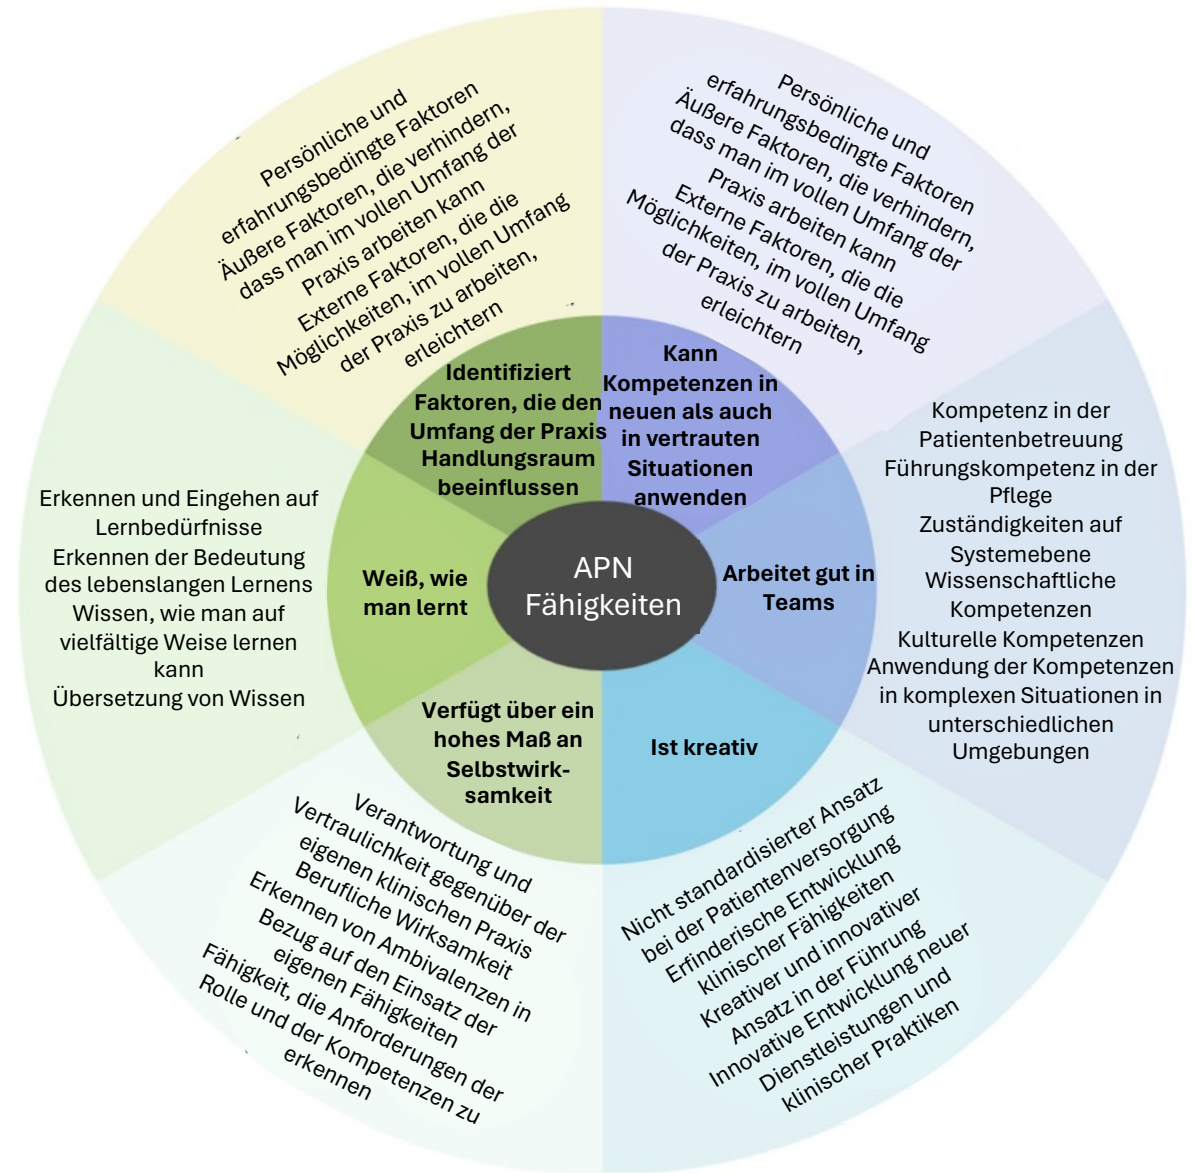 APN
Fähigkeiten
Kann
Kompetenzen in
neuen als auch
in vertrauten
Situationen
anwenden
Persönliche und
erfahrungsbedingte Faktoren
Äußere Faktoren, die verhindern,
dass man im vollen Umfang der
Praxis arbeiten kann
Externe Faktoren, die die
Möglichkeiten, im vollen Umfang
der Praxis zu arbeiten,
erleichtern
Arbeitet gut in
Teams
Kompetenz in der
Patientenbetreuung
Führungskompetenz in der
Pflege
Zuständigkeiten auf
Systemebene
Wissenschaftliche
Kompetenzen
Kulturelle Kompetenzen
Anwendung der Kompetenzen
in komplexen Situationen in
unterschiedlichen
Umgebungen
Ist kreativ
Nicht standardisierter Ansatz
bei der Patientenversorgung
Erfinderische Entwicklung
klinischer Fähigkeiten
Kreativer und innovativer
Ansatz in der Führung
Innovative Entwicklung neuer
Dienstleistungen und
klinischer Praktiken
Verfügt über ein
hohes Maß an
Selbstwirk-
samkeit
Verantwortung und
Vertraulichkeit gegenüber der
eigenen klinischen Praxis
Berufliche Wirksamkeit
Erkennen von Ambivalenzen in
Bezug auf den Einsatz der
eigenen Fähigkeiten
Fähigkeit, die Anforderungen der
Rolle und der Kompetenzen zu
erkennen
Weiß, wie
man lernt
Erkennen und Eingehen auf
Lernbedürfnisse
Erkennen der Bedeutung
des lebenslangen Lernens
Wissen, wie man auf
vielfältige Weise lernen
kann
Übersetzung von Wissen
Identifiziert
Faktoren, die den
Umfang der Praxis
Handlungsraum
beeinflussen
Persönliche und
erfahrungsbedingte Faktoren
Äußere Faktoren, die verhindern,
dass man im vollen Umfang der
Praxis arbeiten kann
Externe Faktoren, die die
Möglichkeiten, im vollen Umfang
der Praxis zu arbeiten,
erleichtern